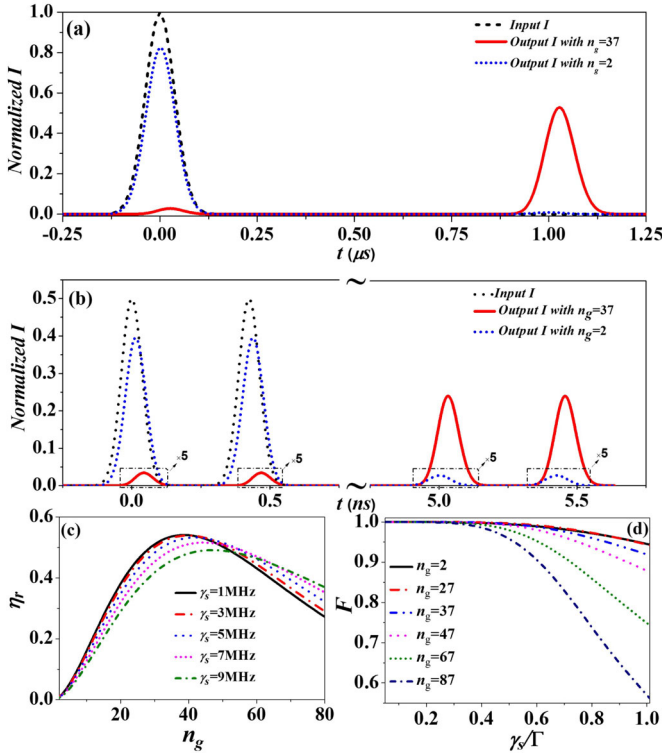 (a)
Input I
Output I with n_g=37
Output I with n_g=2
Normalized I
1.0
0.8
0.6
0.4
0.2
0.0
-0.25 0.00 0.25 0.50 0.75 1.00 1.25
t (μs)
~
(b)
Input I
Output I with n_g=37
Output I with n_g=2
Normalized I
0.5
0.4
0.3
0.2
0.1
0.0
×5 ×5 ×5 ×5
0.0 0.5 5.0 5.5
~
t (ns)
(c)
η_r
0.6
0.4
0.2
0.0
γ_s=1MHz
γ_s=3MHz
γ_s=5MHz
γ_s=7MHz
γ_s=9MHz
20 40 60 80
n_g
(d)
F
1.0
0.9
0.8
0.7
0.6
n_g=2
n_g=27
n_g=37
n_g=47
n_g=67
n_g=87
0.2 0.4 0.6 0.8 1.0
γ_s/Γ